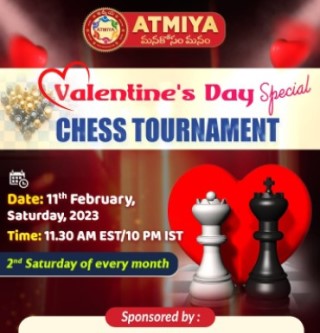 ATMIYA
ATMIYA
మనకోసం మనం
Valentine's Day Special
CHESS TOURNAMENT
Date: 11th February,
Saturday, 2023
Time: 11.30 AM EST/10 PM IST
2nd Saturday of every month
Sponsored by :